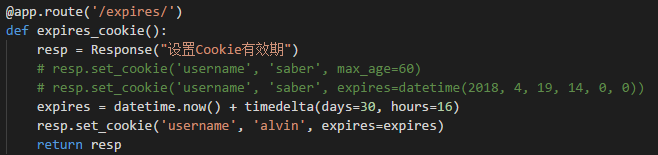 @app.route('/expires/')
def expires_cookie():
    resp = Response("设置Cookie有效期")
    # resp.set_cookie('username', 'saber', max_age=60)
    # resp.set_cookie('username', 'saber', expires=datetime(2018, 4, 19, 14, 0, 0))
    expires = datetime.now() + timedelta(days=30, hours=16)
    resp.set_cookie('username', 'alvin', expires=expires)
    return resp